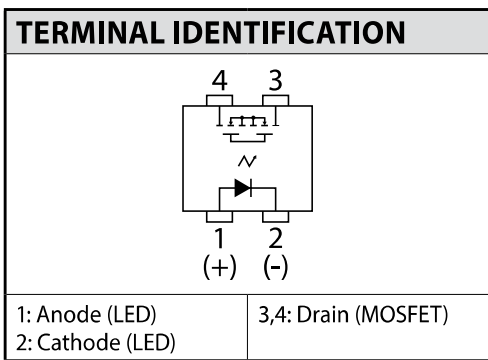 TERMINAL IDENTIFICATION
4 3
1 2
(+) (-)
1: Anode (LED)
2: Cathode (LED)
3,4: Drain (MOSFET)